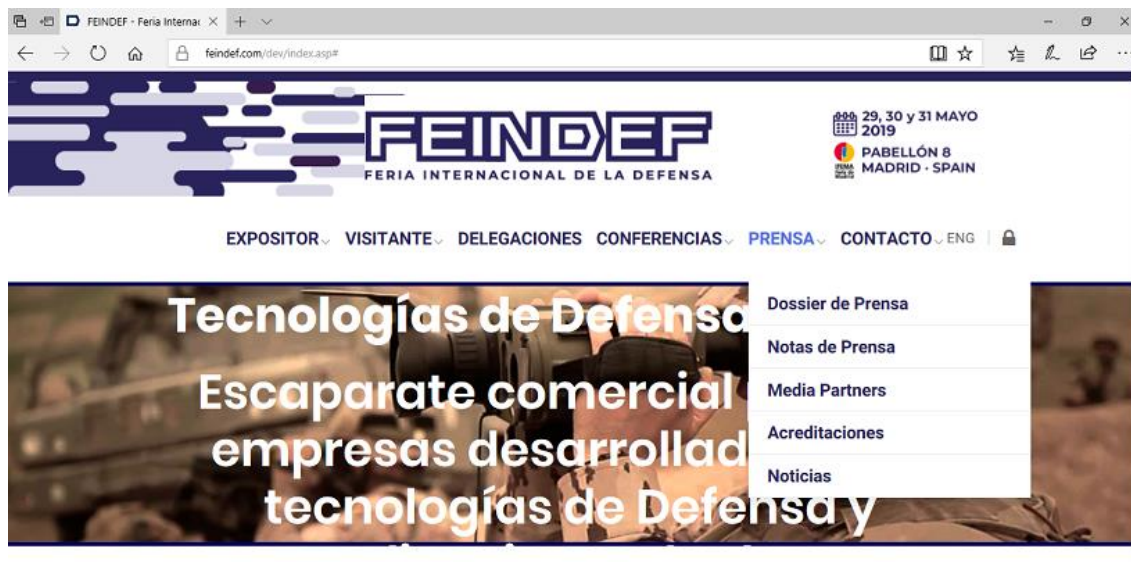 FEINDEF - Feria Internac
feindef.com/dev/index.asp#
FEINDEF
FERIA INTERNACIONAL DE LA DEFENSA
29, 30 y 31 MAYO
2019
PABELLÓN 8
MADRID · SPAIN
EXPOSITOR VISITANTE DELEGACIONES CONFERENCIAS PRENSA CONTACTO ENG
Dossier de Prensa
Notas de Prensa
Media Partners
Acreditaciones
Noticias
Tecnologías de Defensa
Escaparate comercial
empresas desarrollad
tecnologías de Defensa y